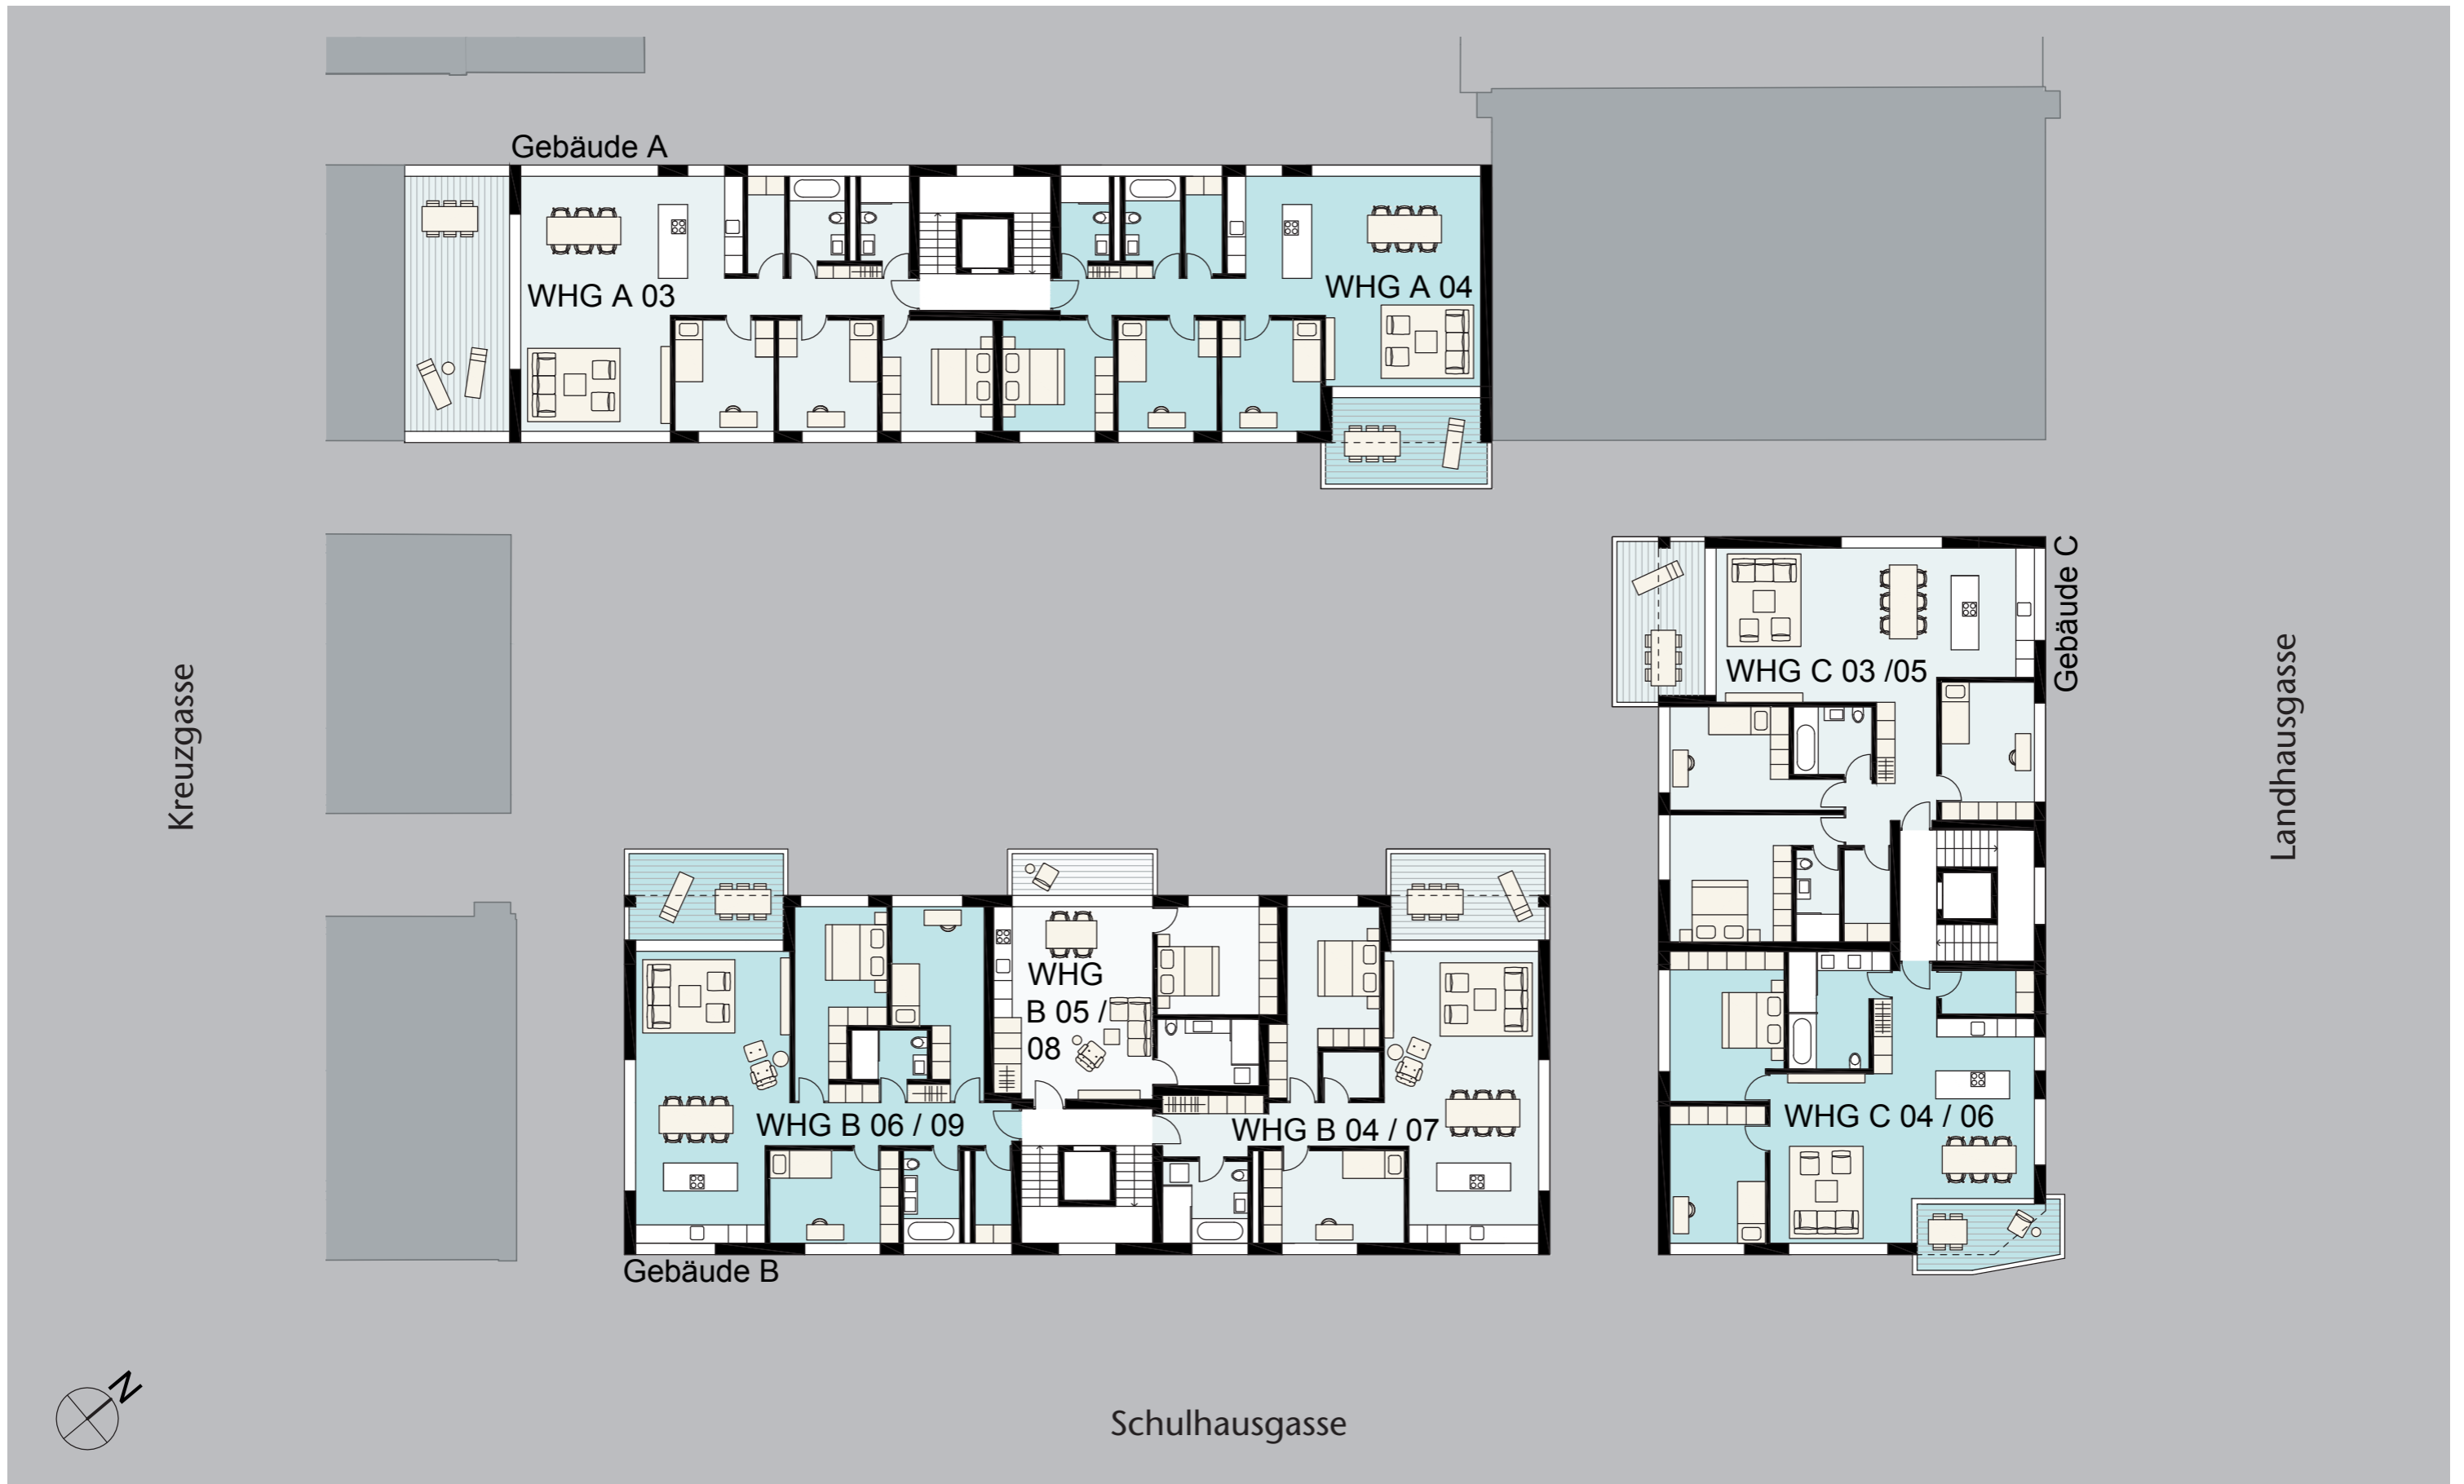 Gebäude A
WHG A 03
WHG A 04
Gebäude C
WHG C 03 /05
Kreuzgasse
Landhausgasse
WHG
B 05 /
08
WHG B 06 / 09
WHG B 04 / 07
WHG C 04 / 06
Gebäude B
N
Schulhausgasse